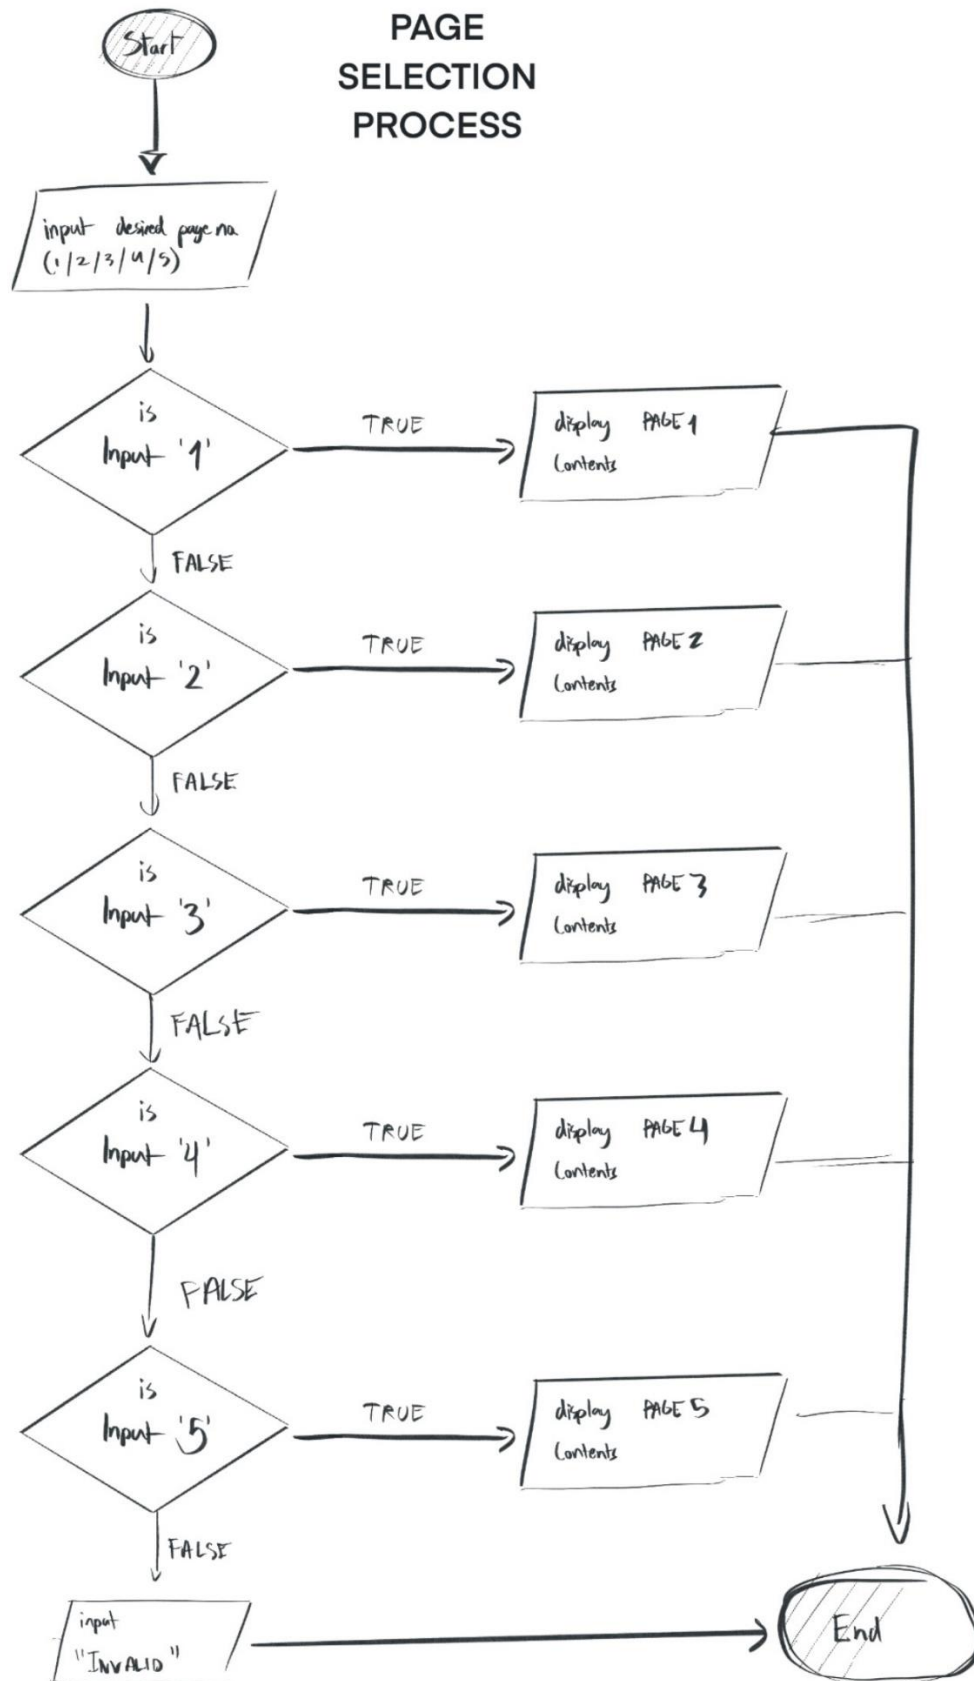 Start
PAGE
SELECTION
PROCESS
input desired page no.
(1/2/3/4/5)
is
Input '1'
TRUE
display PAGE 1
Contents
FALSE
is
Input '2'
TRUE
display PAGE 2
Contents
FALSE
is
Input '3'
TRUE
display PAGE 3
Contents
FALSE
is
Input '4'
TRUE
display PAGE 4
Contents
FALSE
is
Input '5'
TRUE
display PAGE 5
Contents
FALSE
input
"INVALID"
End